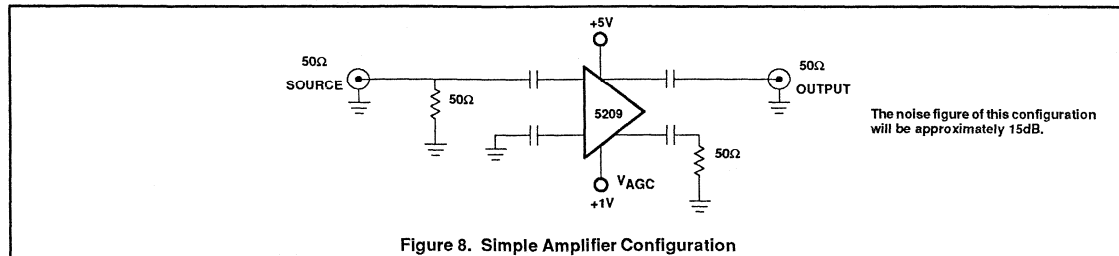 +5V
50Ω
SOURCE
50Ω
5209
50Ω
OUTPUT
The noise figure of this configuration
will be approximately 15dB.
50Ω
VAGC
+1V
Figure 8. Simple Amplifier Configuration